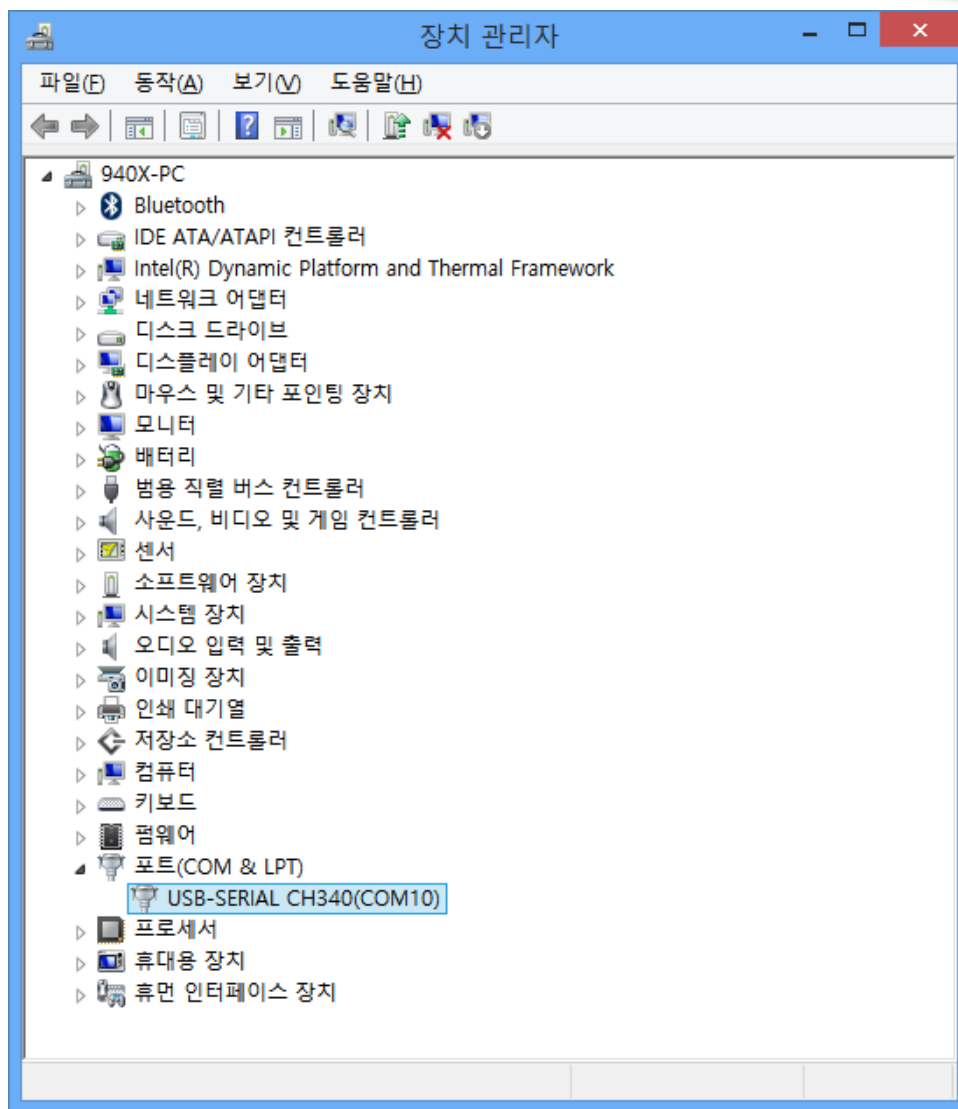 장치 관리자
파일(F) 동작(A) 보기(V) 도움말(H)
940X-PC
Bluetooth
IDE ATA/ATAPI 컨트롤러
Intel(R) Dynamic Platform and Thermal Framework
네트워크 어댑터
디스크 드라이브
디스플레이 어댑터
마우스 및 기타 포인팅 장치
모니터
배터리
범용 직렬 버스 컨트롤러
사운드, 비디오 및 게임 컨트롤러
센서
소프트웨어 장치
시스템 장치
오디오 입력 및 출력
이미징 장치
인쇄 대기열
저장소 컨트롤러
컴퓨터
키보드
펌웨어
포트(COM & LPT)
USB-SERIAL CH340(COM10)
프로세서
휴대용 장치
휴먼 인터페이스 장치